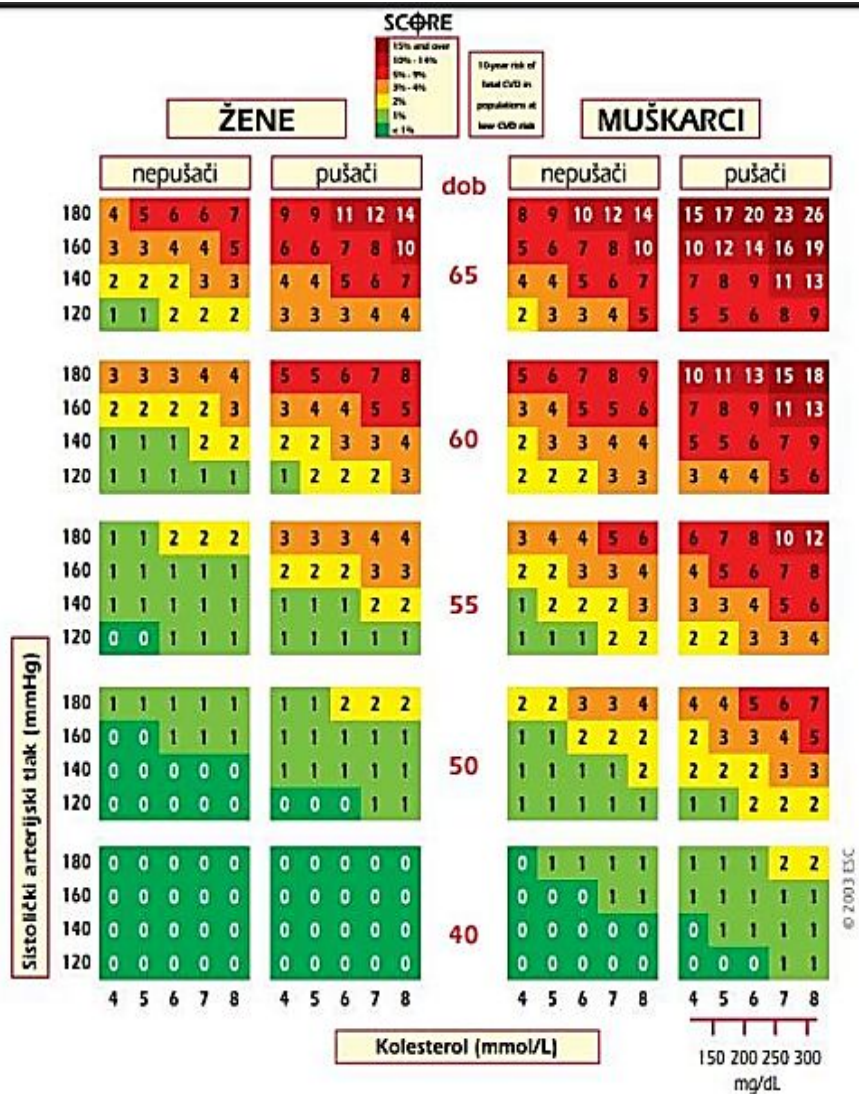 SCORE
15% and over
10% - 14%
5% - 9%
3% - 4%
2%
1%
< 1%
10-year risk of
fatal CVD in
populations at
low CVD risk
ŽENE
MUŠKARCI
nepušači
pušači
dob
nepušači
pušači
180 4 5 6 6 7 9 9 11 12 14 8 9 10 12 14 15 17 20 23 26
160 3 3 4 4 5 6 6 7 8 10 5 6 7 8 10 10 12 14 16 19
65
140 2 2 2 3 3 4 4 5 6 7 4 4 5 6 7 7 8 9 11 13
120 1 1 2 2 2 3 3 3 4 4 2 3 3 4 5 5 5 6 8 9
180 3 3 3 4 4 5 5 6 7 8 5 6 7 8 9 10 11 13 15 18
160 2 2 2 2 3 3 4 4 5 5 3 4 5 5 6 7 8 9 11 13
60
140 1 1 1 2 2 2 2 3 3 4 2 3 3 4 4 5 5 6 7 9
120 1 1 1 1 1 1 2 2 2 3 2 2 2 3 3 3 4 4 5 6
180 1 1 2 2 2 3 3 3 4 4 3 4 4 5 6 6 7 8 10 12
160 1 1 1 1 1 2 2 2 3 3 2 2 3 3 4 4 5 6 7 8
55
140 1 1 1 1 1 1 1 1 2 2 1 2 2 2 3 3 3 4 5 6
120 0 0 1 1 1 1 1 1 1 1 1 1 1 2 2 2 2 3 3 4
180 1 1 1 1 1 1 1 2 2 2 2 2 3 3 4 4 4 5 6 7
160 0 0 1 1 1 1 1 1 1 1 1 1 2 2 2 2 3 3 4 5
50
140 0 0 0 0 0 1 1 1 1 1 1 1 1 1 2 2 2 2 3 3
120 0 0 0 0 0 0 0 0 1 1 1 1 1 1 1 1 1 2 2 2
180 0 0 0 0 0 0 0 0 0 0 0 1 1 1 1 1 1 1 2 2
160 0 0 0 0 0 0 0 0 0 0 0 0 0 1 1 1 1 1 1 1
40
140 0 0 0 0 0 0 0 0 0 0 0 0 0 0 0 0 1 1 1 1
120 0 0 0 0 0 0 0 0 0 0 0 0 0 0 0 0 0 0 1 1
4 5 6 7 8 4 5 6 7 8 4 5 6 7 8 4 5 6 7 8
Sistolički arterijski tlak (mmHg)
Kolesterol (mmol/L)
150 200 250 300
mg/dL
© 2003 ESC